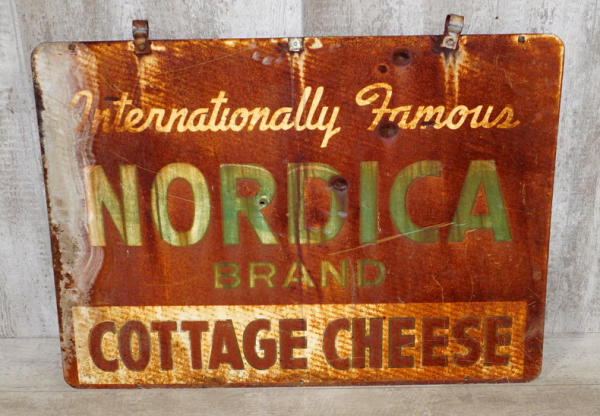 Internationally Famous
NORDICA
BRAND
COTTAGE CHEESE